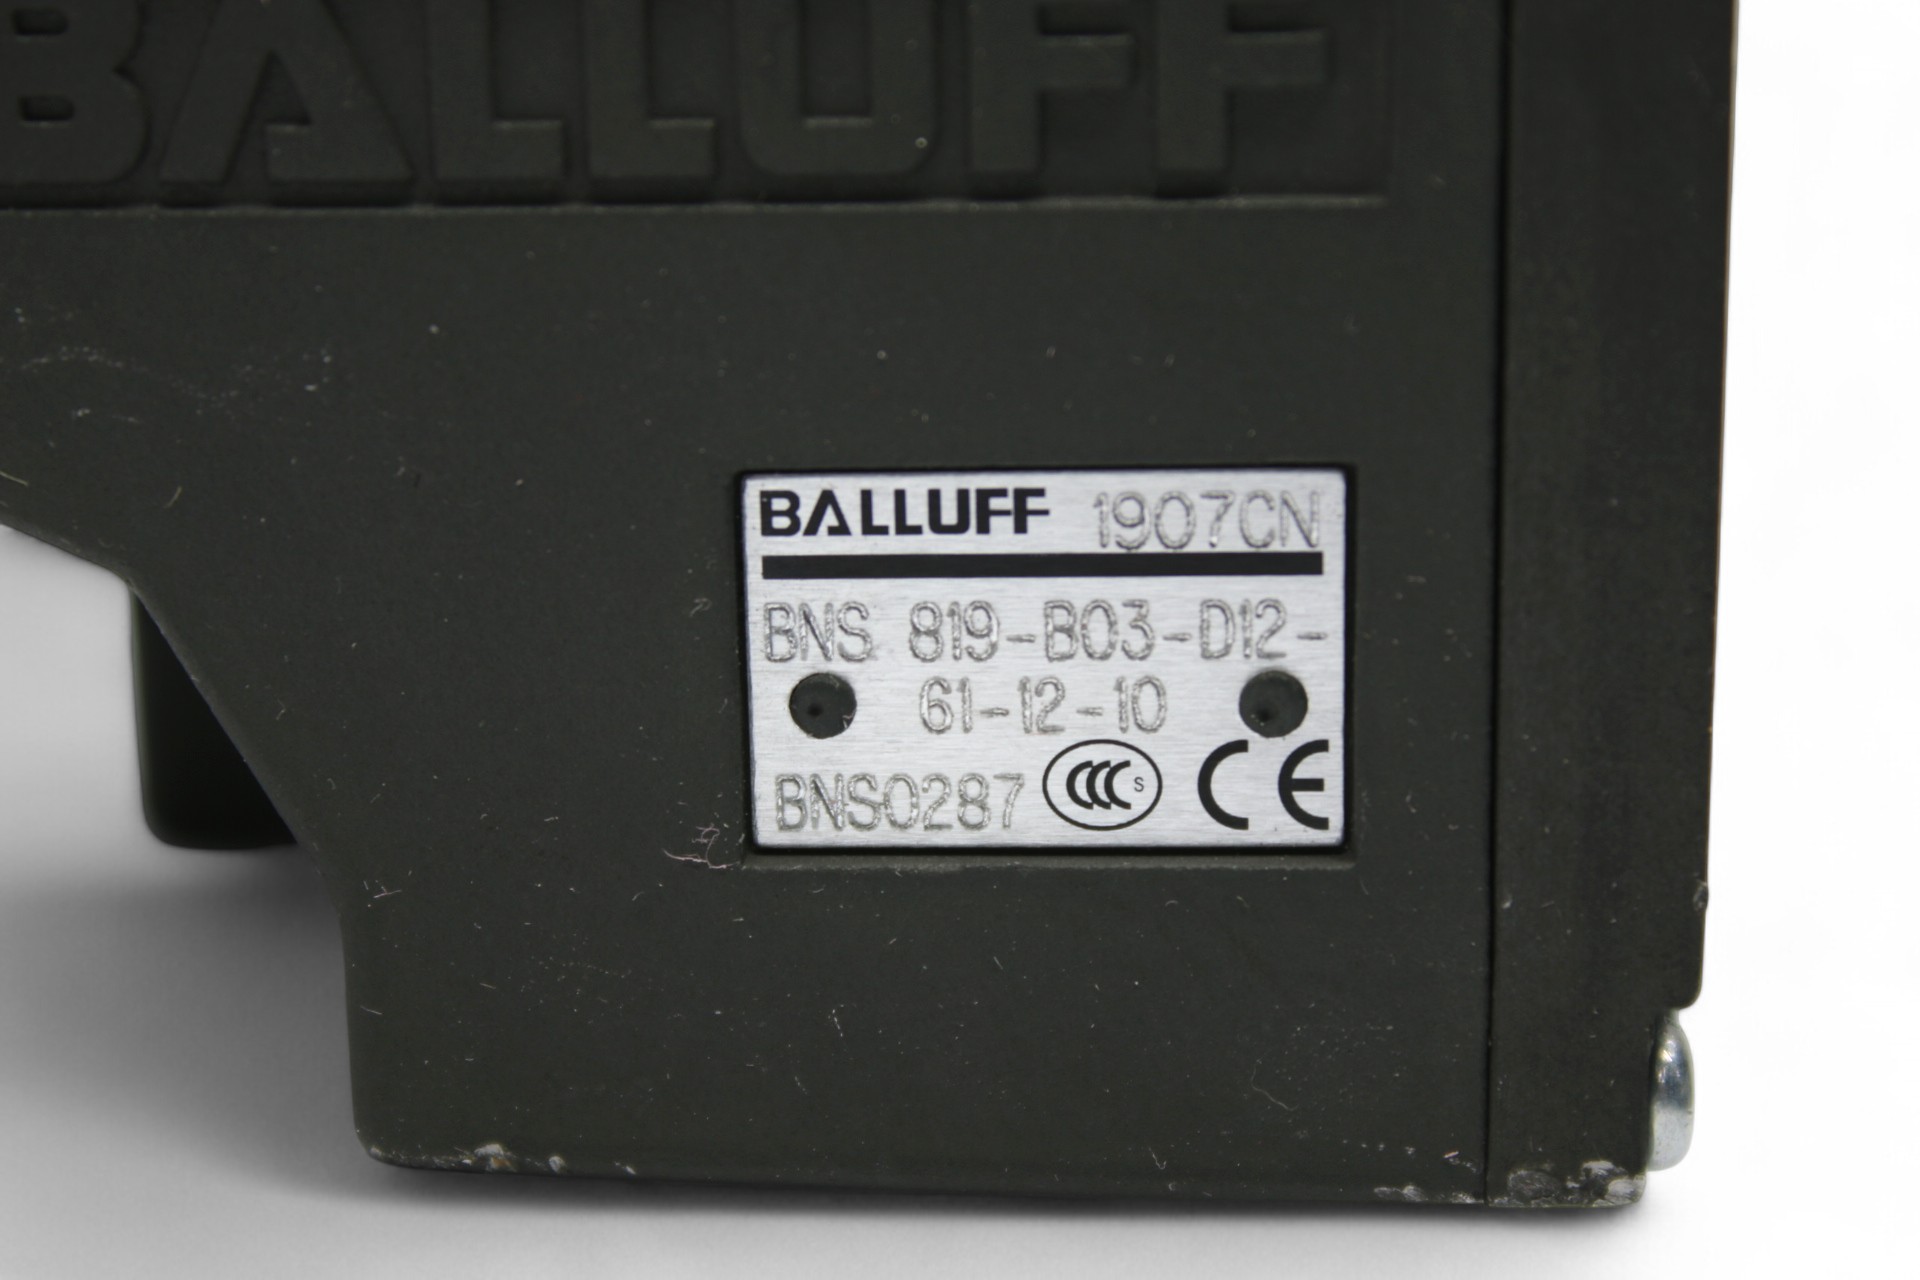 BALLUFF
BALLUFF 1907CN
BNS 819-B03-D12-
61-12-10
BNS0287 CCC S CE